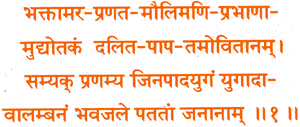 भक्तामर-प्रणत-मौलिमणि-प्रभाणा-
मुद्योतकं दलित-पाप-तमोवितानम्।
सम्यक् प्रणम्य जिनपादयुगं युगादा-
वालम्बनं भवजले पततां जनानाम् ॥१॥